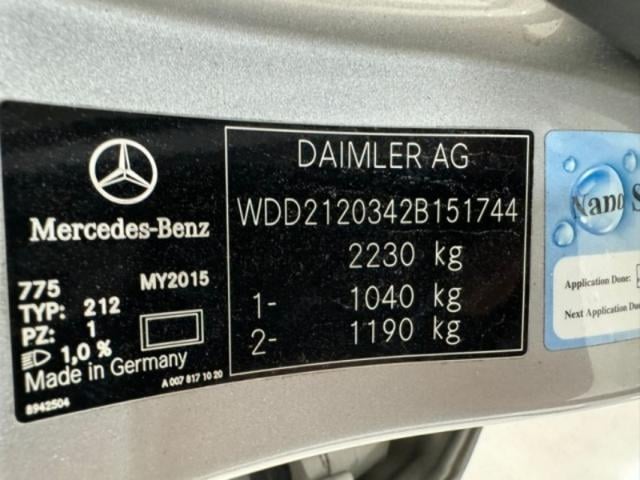 Mercedes-Benz
775 MY2015
TYP: 212
PZ: 1
1,0 %
Made in Germany
A 007 817 10 20
8942504
DAIMLER AG
WDD2120342B151744
2230 kg
1- 1040 kg
2- 1190 kg
Nano S
Application Done:
Next Application Due